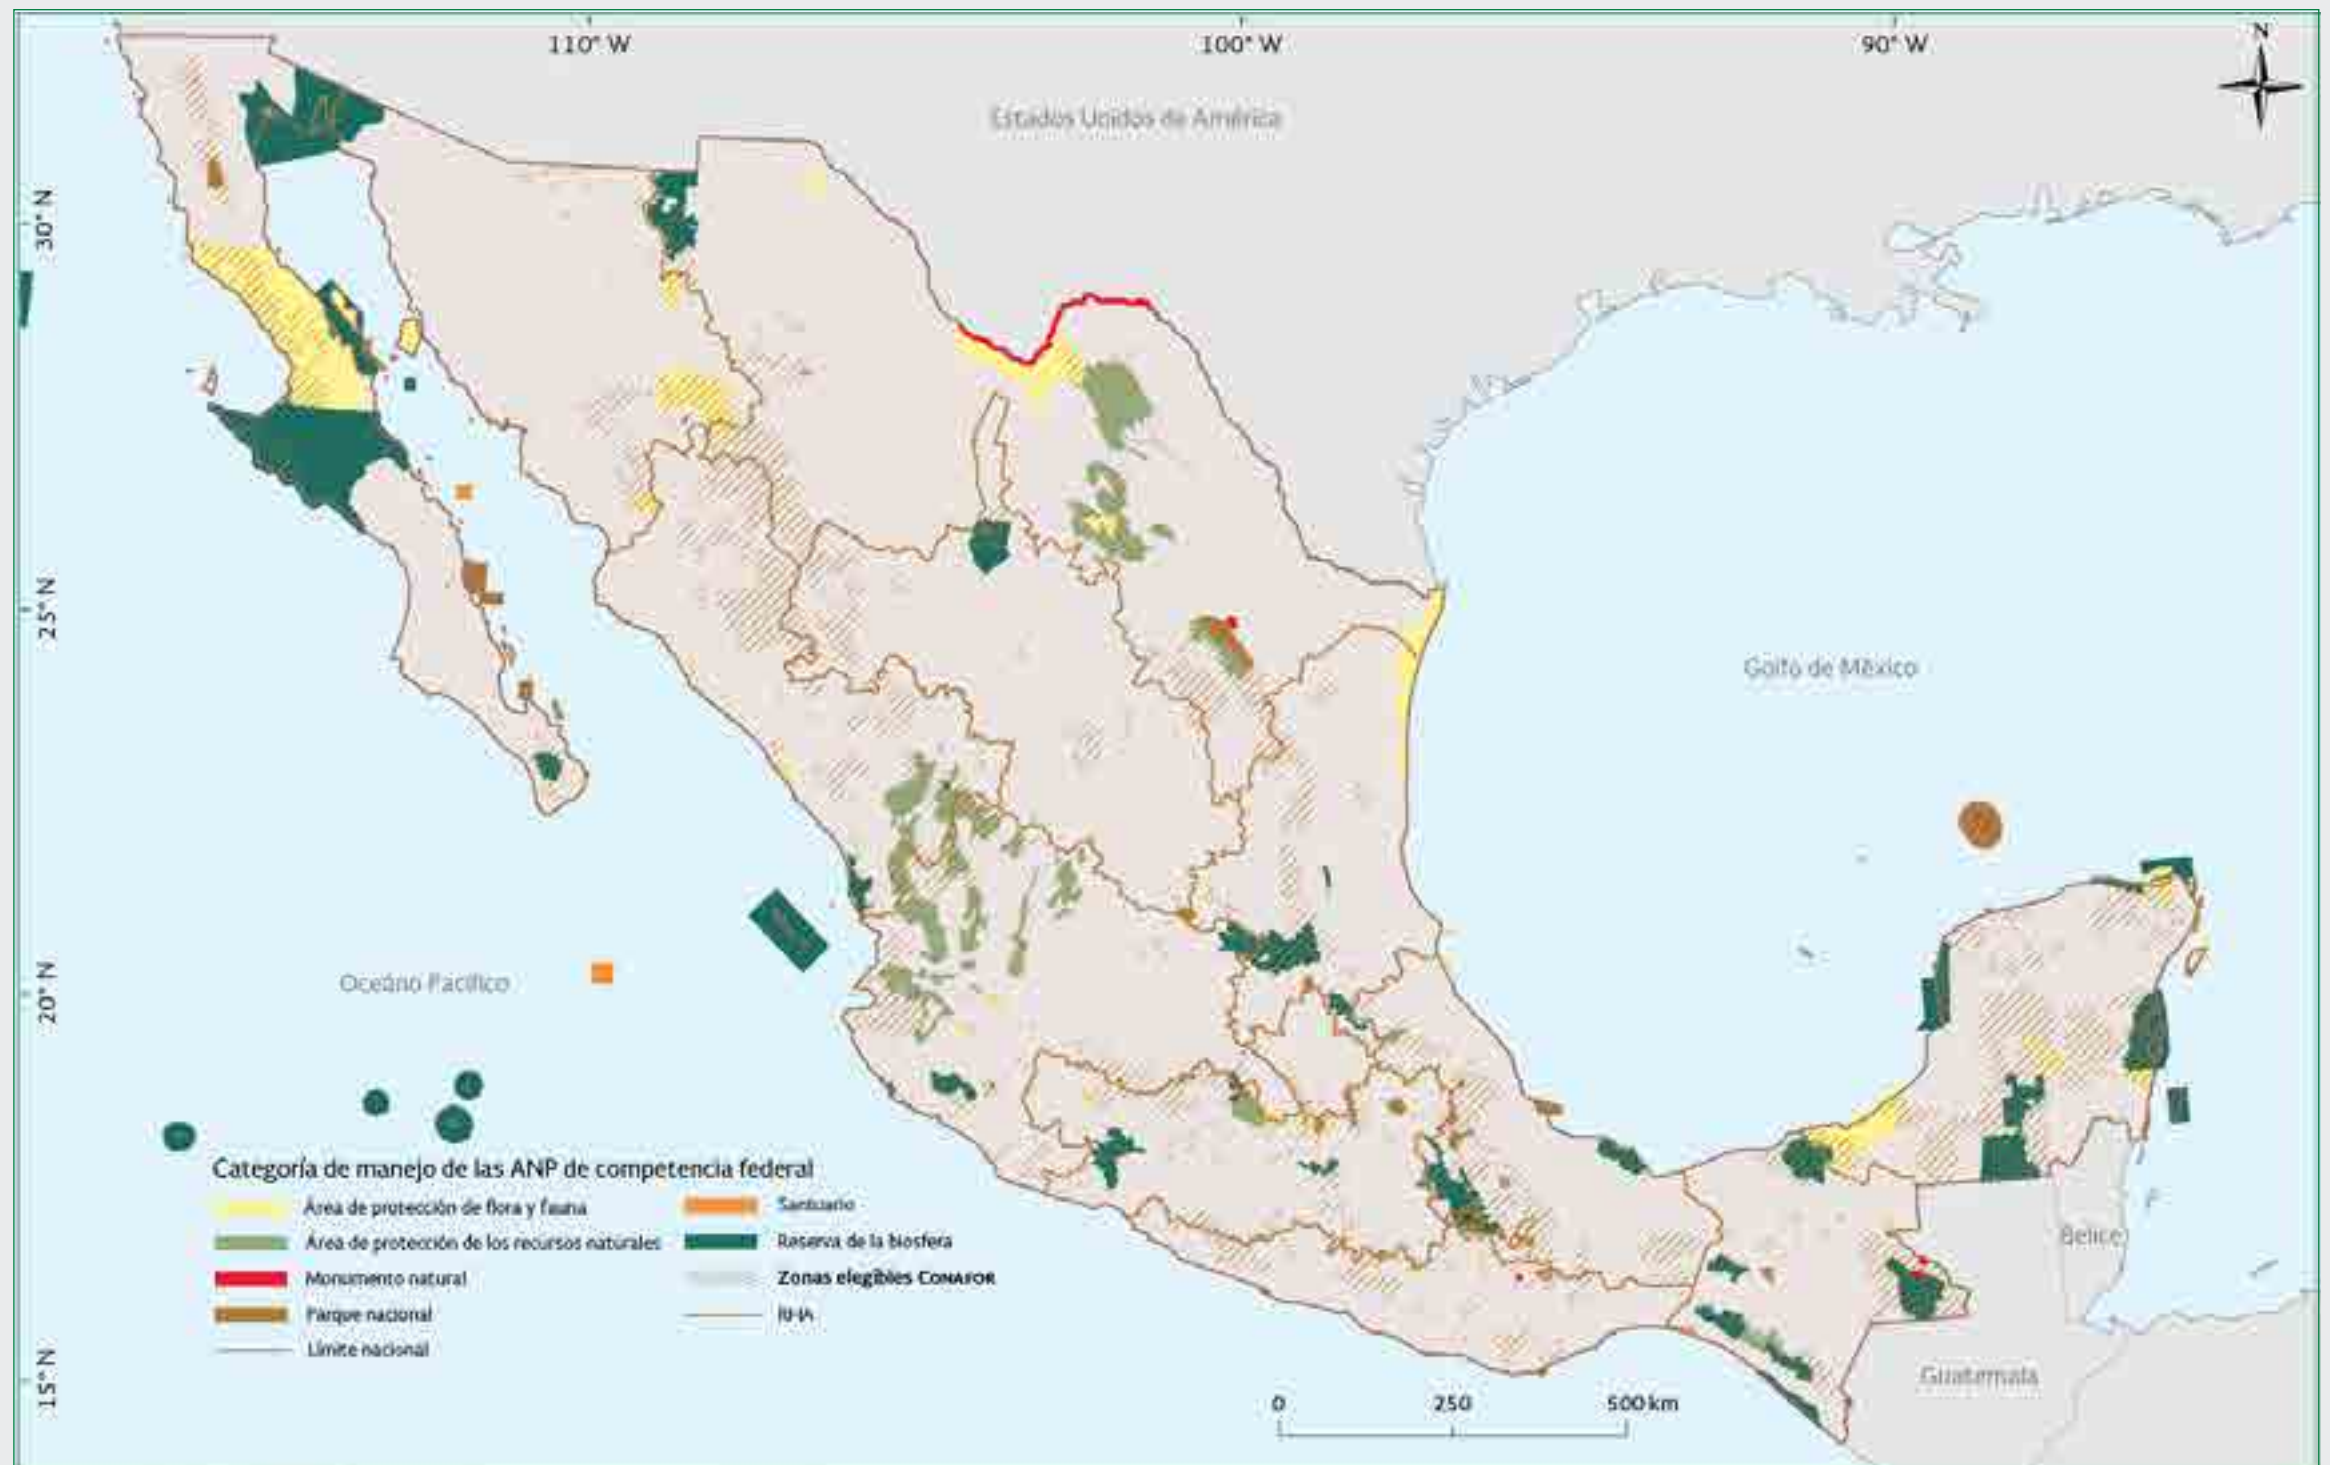 110° W
100° W
90° W
N
Estados Unidos de América
30° N
25° N
Golfo de México
20° N
Oceáno Pacífico
Categoría de manejo de las ANP de competencia federal
Área de protección de flora y fauna
Santuario
Área de protección de los recursos naturales
Reserva de la biosfera
Monumento natural
Zonas elegibles CONAFOR
Parque nacional
RHA
Límite nacional
Belice
Guatemala
15° N
0
250
500 km